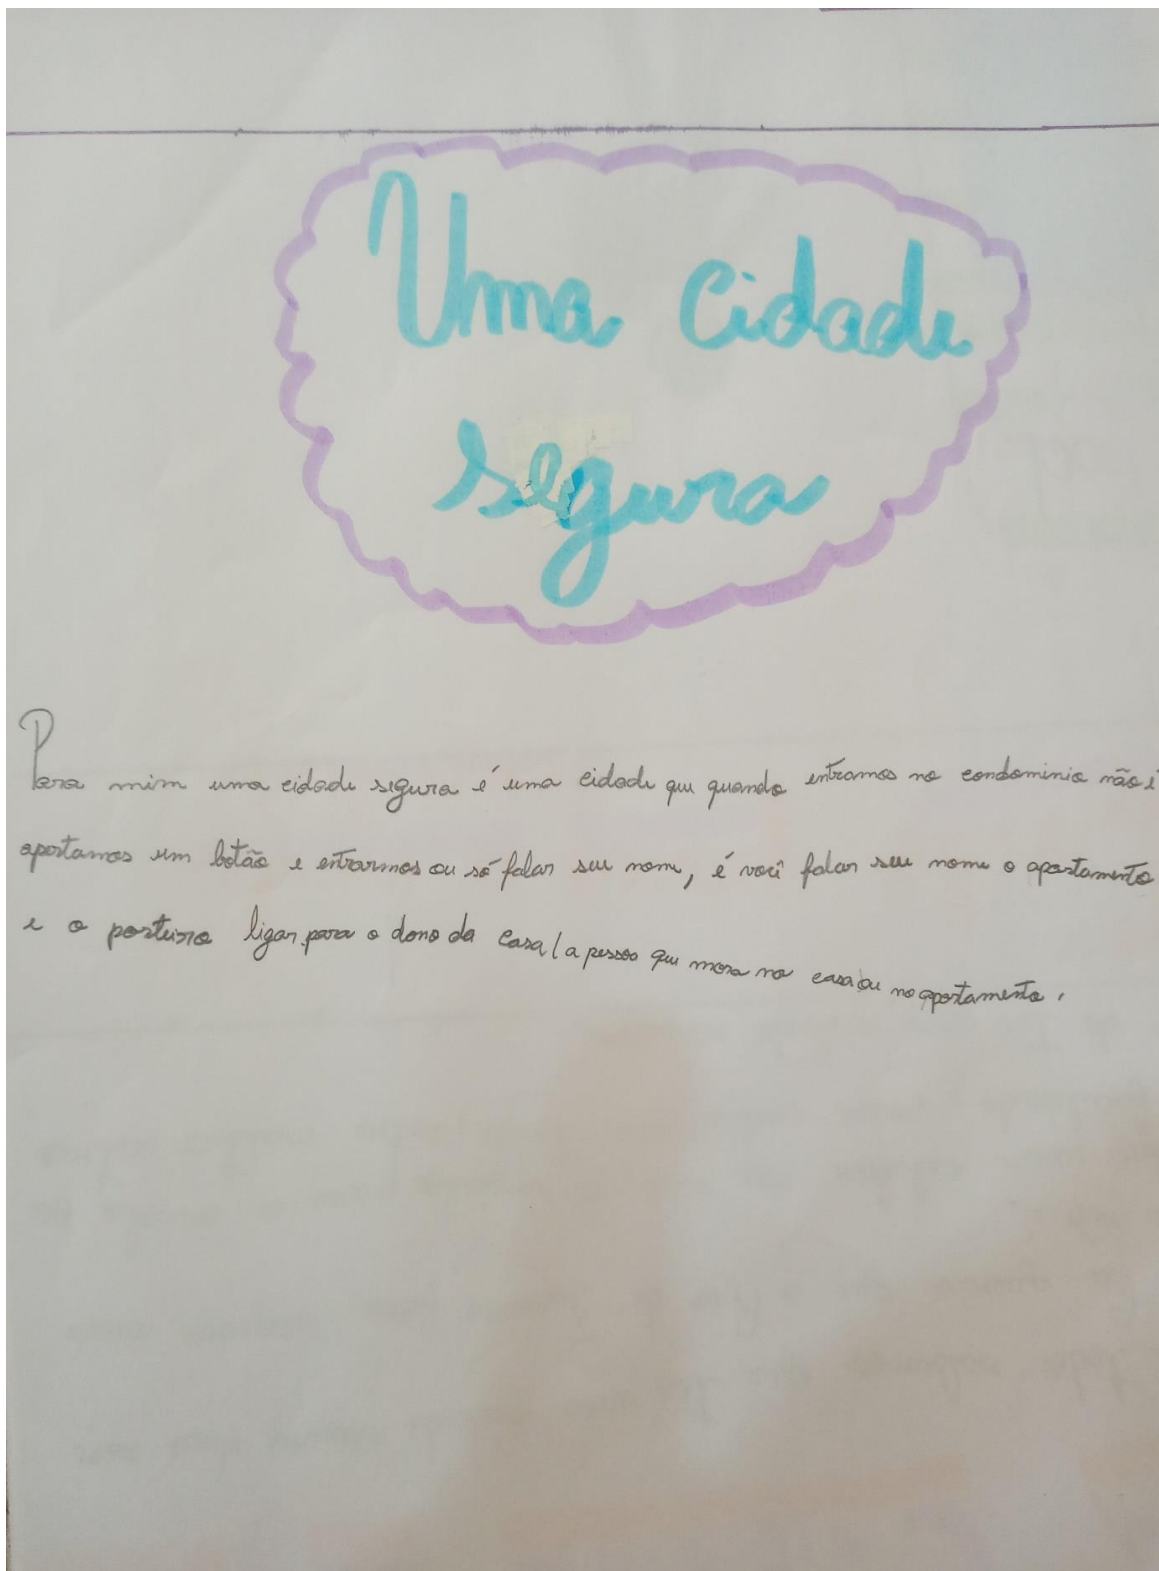 Uma Cidade
segura
Para mim uma cidade segura é uma cidade que quando entramos no condominio não é
apertamos um botão e entrarmos ou só falar seu nome, é você falar seu nome o apartamento
e o porteiro ligar para o dono da casa/a pessoa que mora na casa ou no apartamento.